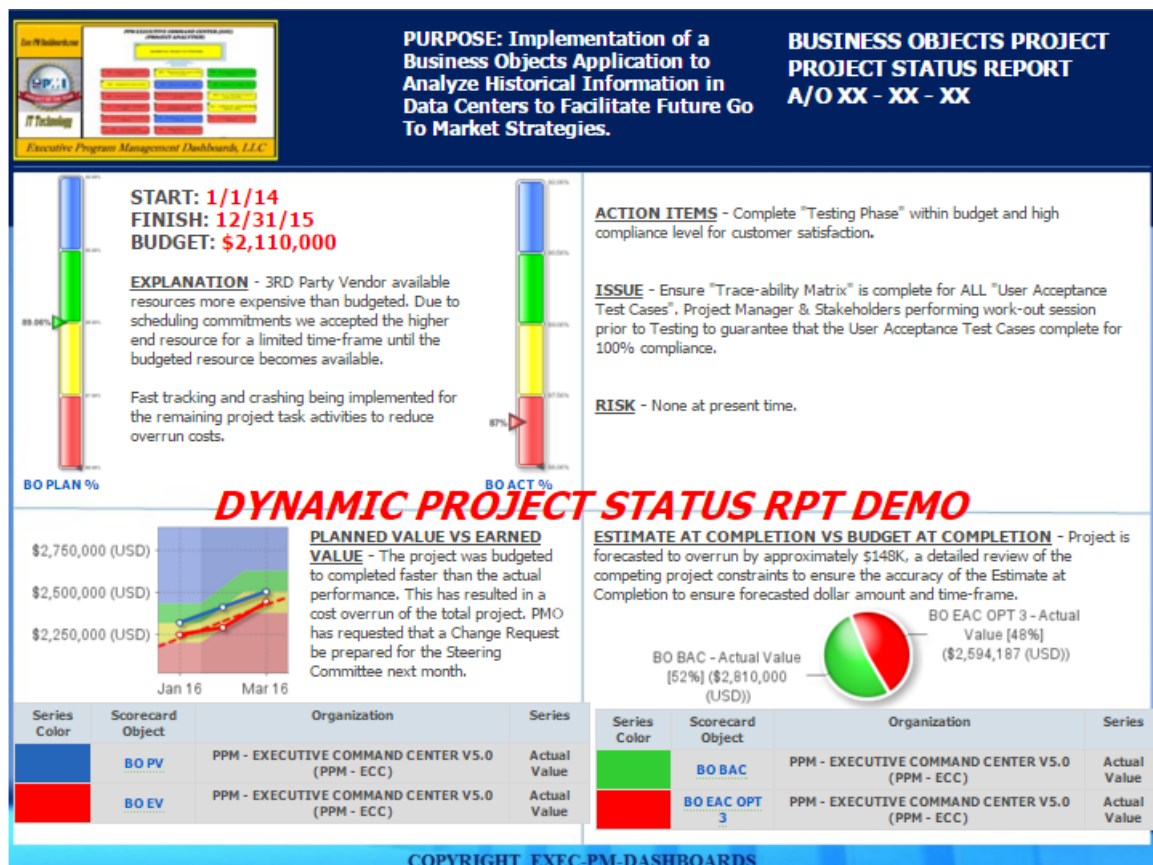 Exec PM Dashboards.com
PPM EXECUTIVE COMMAND CENTER (ECC)
(PROJECT ANALYTICS)
PMI
IT Technology
Executive Program Management Dashboards, LLC
PURPOSE: Implementation of a
Business Objects Application to
Analyze Historical Information in
Data Centers to Facilitate Future Go
To Market Strategies.
BUSINESS OBJECTS PROJECT
PROJECT STATUS REPORT
A/O XX - XX - XX
START: 1/1/14
FINISH: 12/31/15
BUDGET: $2,110,000
EXPLANATION - 3RD Party Vendor available
resources more expensive than budgeted. Due to
scheduling commitments we accepted the higher
end resource for a limited time-frame until the
budgeted resource becomes available.
Fast tracking and crashing being implemented for
the remaining project task activities to reduce
overrun costs.
89.00%
BO PLAN %
87%
BO ACT %
ACTION ITEMS - Complete "Testing Phase" within budget and high
compliance level for customer satisfaction.
ISSUE - Ensure "Trace-ability Matrix" is complete for ALL "User Acceptance
Test Cases". Project Manager & Stakeholders performing work-out session
prior to Testing to guarantee that the User Acceptance Test Cases complete for
100% compliance.
RISK - None at present time.
DYNAMIC PROJECT STATUS RPT DEMO
$2,750,000 (USD)
$2,500,000 (USD)
$2,250,000 (USD)
Jan 16
Mar 16
PLANNED VALUE VS EARNED
VALUE - The project was budgeted
to completed faster than the actual
performance. This has resulted in a
cost overrun of the total project. PMO
has requested that a Change Request
be prepared for the Steering
Committee next month.
ESTIMATE AT COMPLETION VS BUDGET AT COMPLETION - Project is
forecasted to overrun by approximately $148K, a detailed review of the
competing project constraints to ensure the accuracy of the Estimate at
Completion to ensure forecasted dollar amount and time-frame.
BO EAC OPT 3 - Actual
Value [48%]
($2,594,187 (USD))
BO BAC - Actual Value
[52%] ($2,810,000
(USD))
Series Color Scorecard Object Organization Series
BO PV PPM - EXECUTIVE COMMAND CENTER V5.0 (PPM - ECC) Actual Value
BO EV PPM - EXECUTIVE COMMAND CENTER V5.0 (PPM - ECC) Actual Value
Series Color Scorecard Object Organization Series
BO BAC PPM - EXECUTIVE COMMAND CENTER V5.0 (PPM - ECC) Actual Value
BO EAC OPT 3 PPM - EXECUTIVE COMMAND CENTER V5.0 (PPM - ECC) Actual Value
COPYRIGHT EXEC-PM-DASHBOARDS